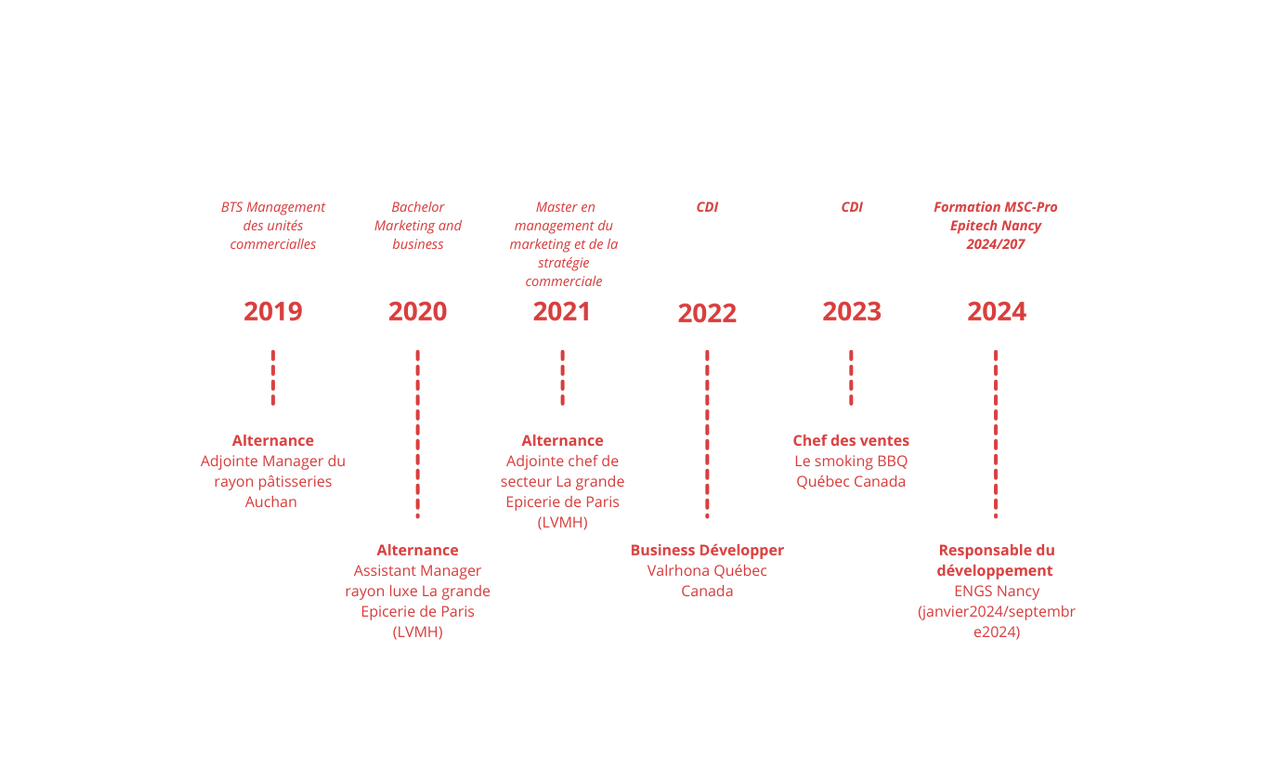 BTS Management
des unités
commercialles
Bachelor
Marketing and
business
Master en
management du
marketing et de la
stratégie
commerciale
CDI
CDI
Formation MSC-Pro
Epitech Nancy
2024/207
2019
2020
2021
2022
2023
2024
Alternance
Adjointe Manager du
rayon pâtisseries
Auchan
Alternance
Assistant Manager
rayon luxe La grande
Epicerie de Paris
(LVMH)
Alternance
Adjointe chef de
secteur La grande
Epicerie de Paris
(LVMH)
Business Développer
Valrhona Québec
Canada
Chef des ventes
Le smoking BBQ
Québec Canada
Responsable du
développement
ENGS Nancy
(janvier2024/septembr
e2024)